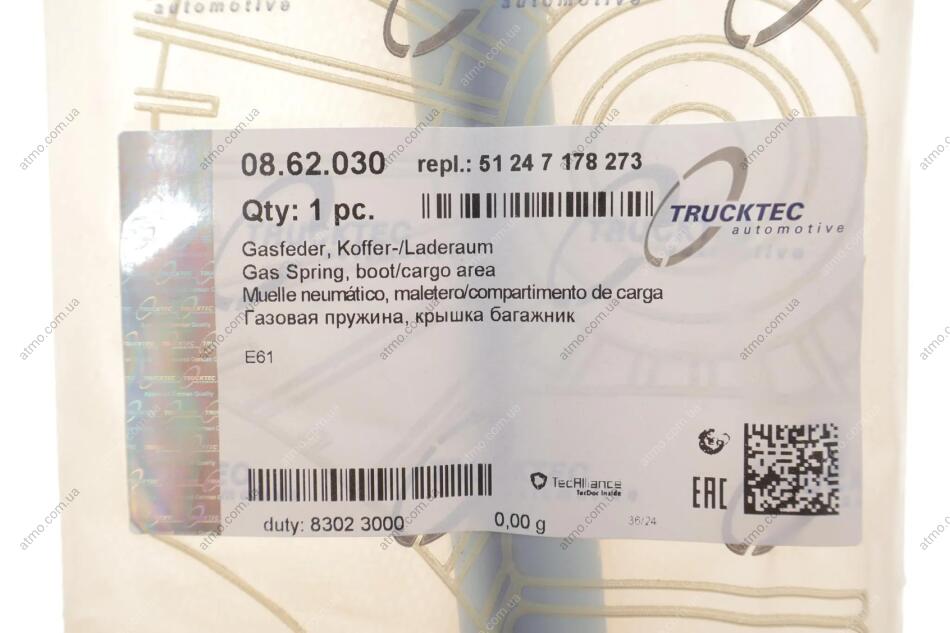 automotive
automotive
08.62.030 repl.: 51 24 7 178 273
Qty: 1 pc.
TRUCKTEC
automotive
Gasfeder, Koffer-/Laderaum
Gas Spring, boot/cargo area
Muelle neumático, maletero/compartimento de carga
Газовая пружина, крышка багажник
E61
TRUCKTEC
TecAlliance
TecDoc Inside
EAC
duty: 8302 3000
0,00 g
36/24
atmo.com.ua